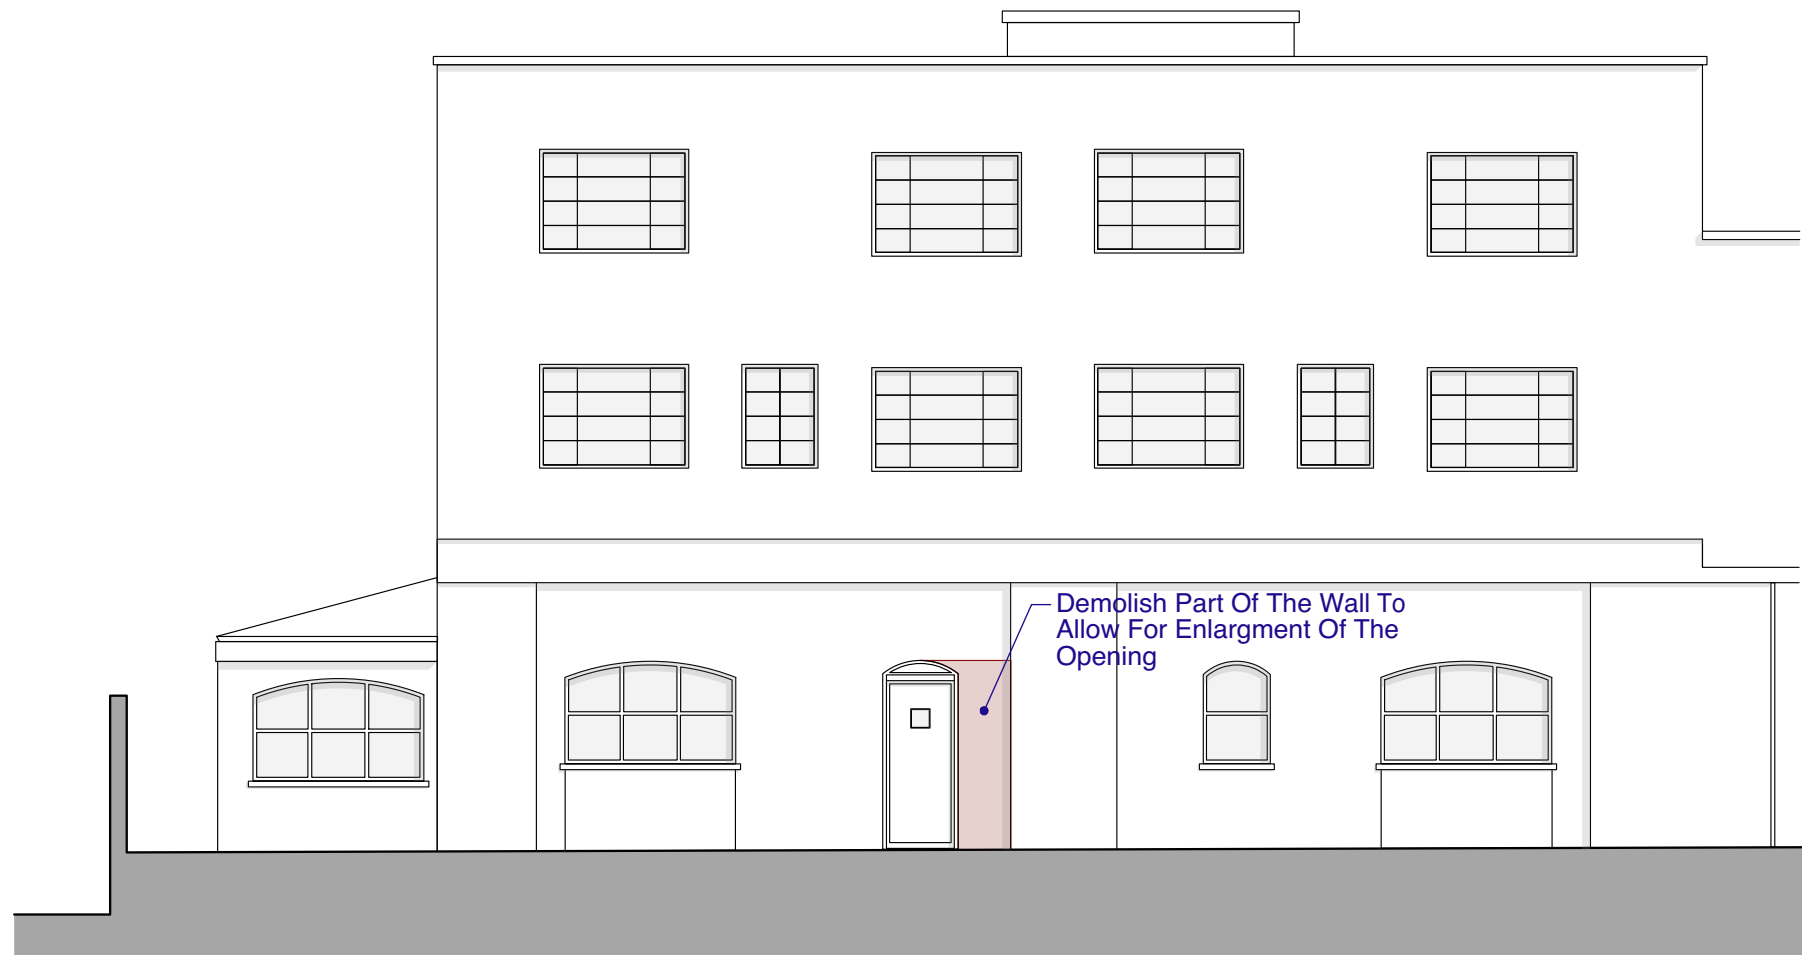 Demolish Part Of The Wall To
Allow For Enlargment Of The
Opening